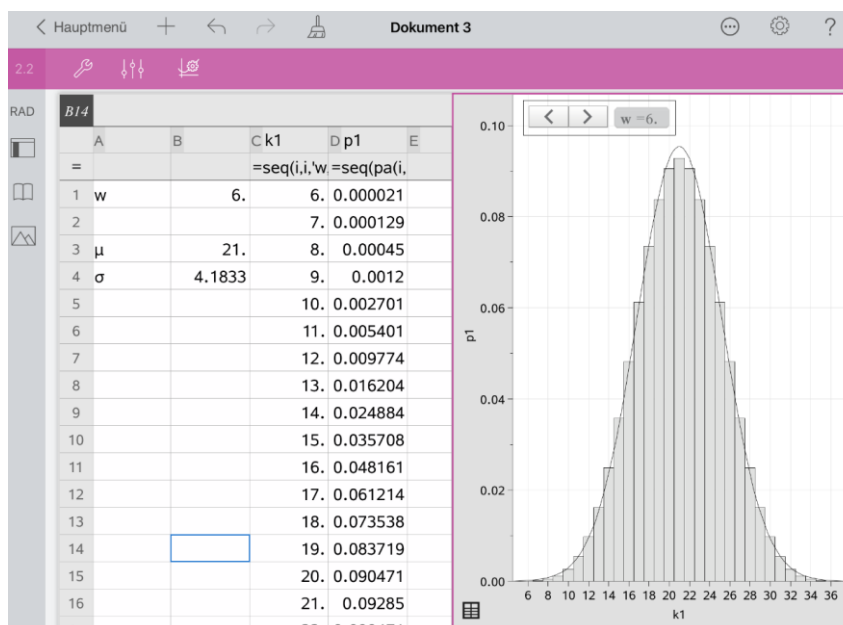 Hauptmenü
Dokument 3
?
2.2
RAD
B14
A B C k1 D p1 E
= =seq(i,i,'w =seq(pa(i,
1 w 6. 6. 0.000021
2 7. 0.000129
3 μ 21. 8. 0.00045
4 σ 4.1833 9. 0.0012
5 10. 0.002701
6 11. 0.005401
7 12. 0.009774
8 13. 0.016204
9 14. 0.024884
10 15. 0.035708
11 16. 0.048161
12 17. 0.061214
13 18. 0.073538
14 19. 0.083719
15 20. 0.090471
16 21. 0.09285
w =6.
0.10
0.08
0.06
p1
0.04
0.02
0.00
6 8 10 12 14 16 18 20 22 24 26 28 30 32 34 36
k1